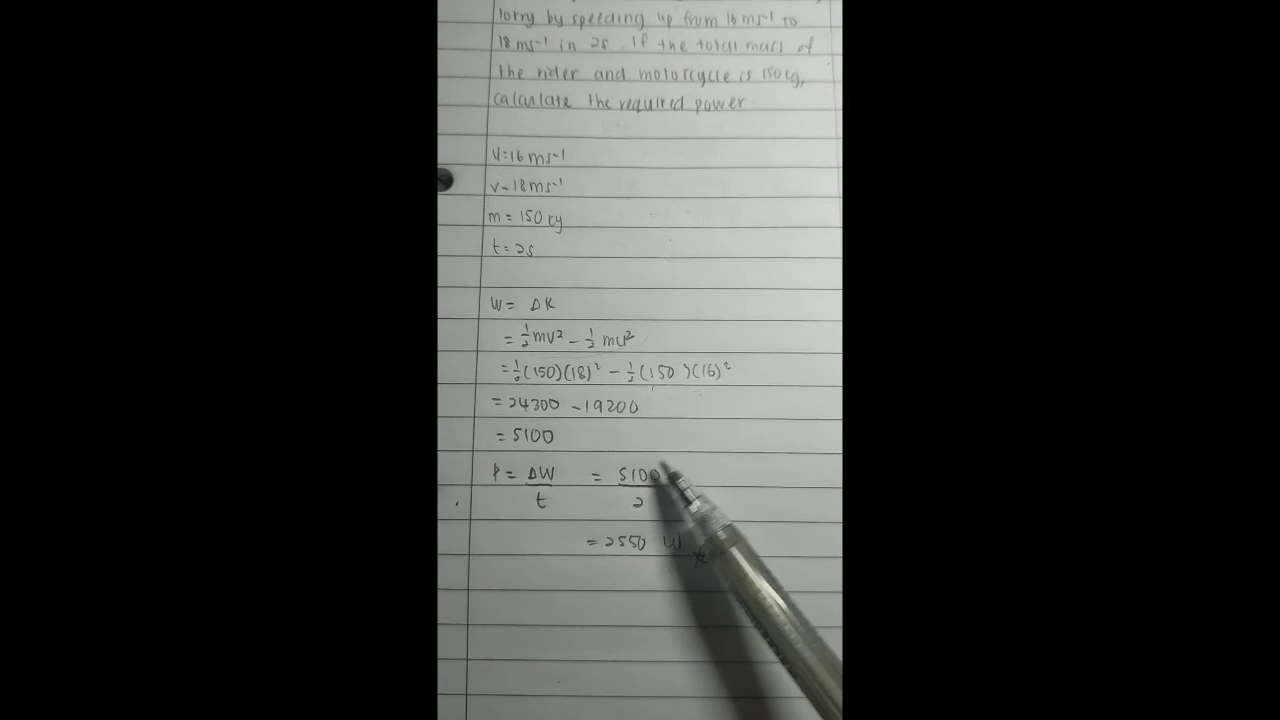 lorry by speeding up from 16 ms⁻¹ to
18 ms⁻¹ in 2s. If the total mass of
the rider and motorcycle is 150 kg,
calculate the required power
V=16 ms⁻¹
v=18 ms⁻¹
m = 150 kg
t = 2s
W = ΔK
= ½mv² - ½mu²
= ½(150)(18)² - ½(150)(16)²
= 24300 - 19200
= 5100
P = ΔW/t = 5100/2
= 2550 W